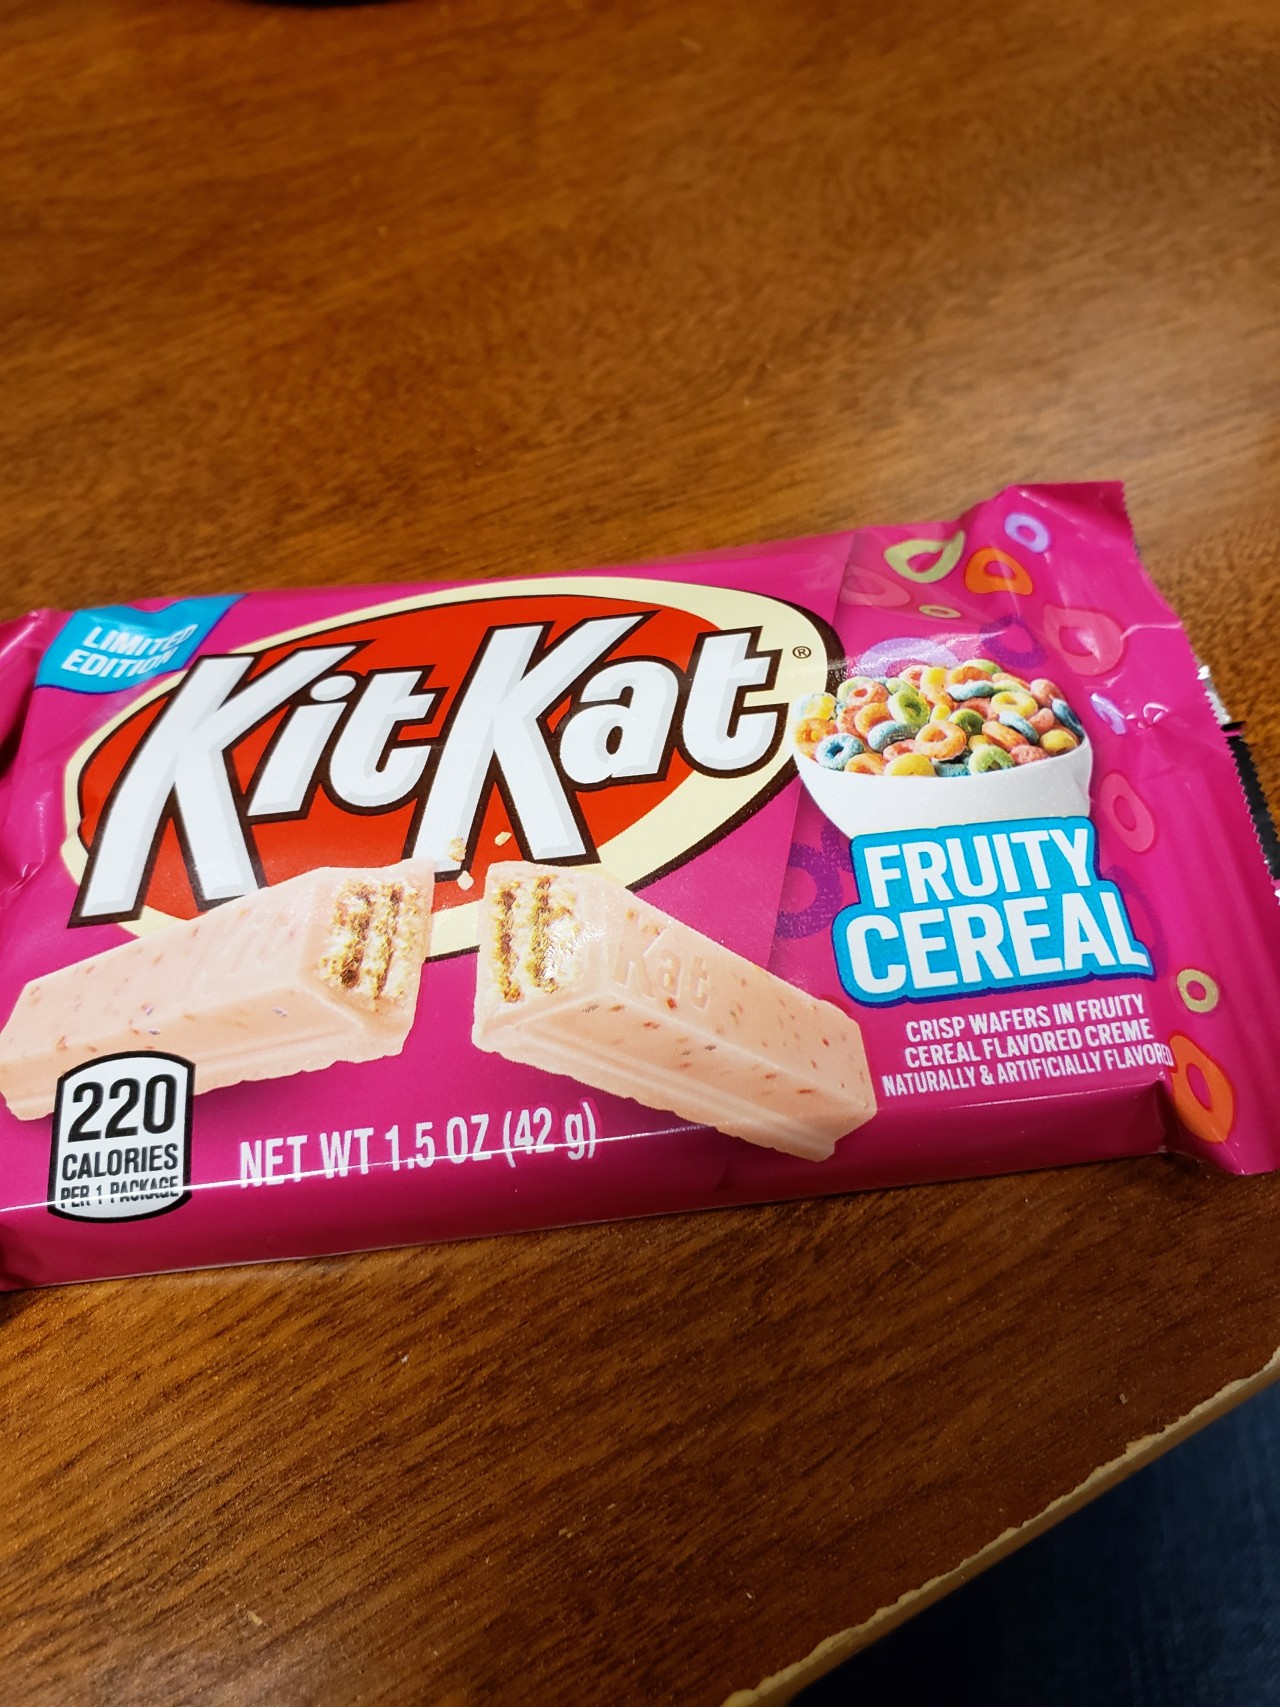 LIMITED
EDITION
KitKat®
Kat
FRUITY
CEREAL
CRISP WAFERS IN FRUITY
CEREAL FLAVORED CREME
NATURALLY & ARTIFICIALLY FLAVORED
220
CALORIES
PER 1 PACKAGE
NET WT 1.5 OZ (42 g)